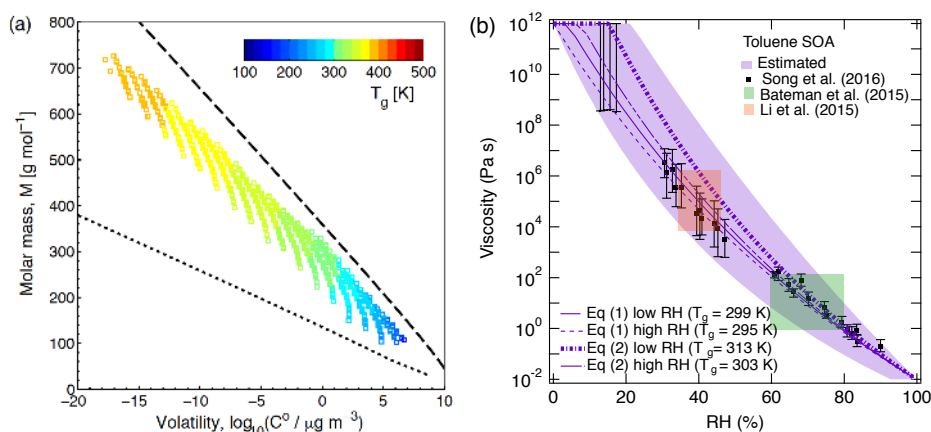 (a)
800
700
600
500
400
300
200
100
0
Molar mass, M [g mol⁻¹]
100 200 300 400 500
T_g [K]
−20 −15 −10 −5 0 5 10
Volatility, log₁₀(C° / μg m⁻³)
(b)
10¹²
10¹⁰
10⁸
10⁶
10⁴
10²
10⁰
10⁻²
Viscosity (Pa s)
Toluene SOA
Estimated
Song et al. (2016)
Bateman et al. (2015)
Li et al. (2015)
Eq (1) low RH (T_g = 299 K)
Eq (1) high RH (T_g = 295 K)
Eq (2) low RH (T_g = 313 K)
Eq (2) high RH (T_g = 303 K)
0 20 40 60 80 100
RH (%)